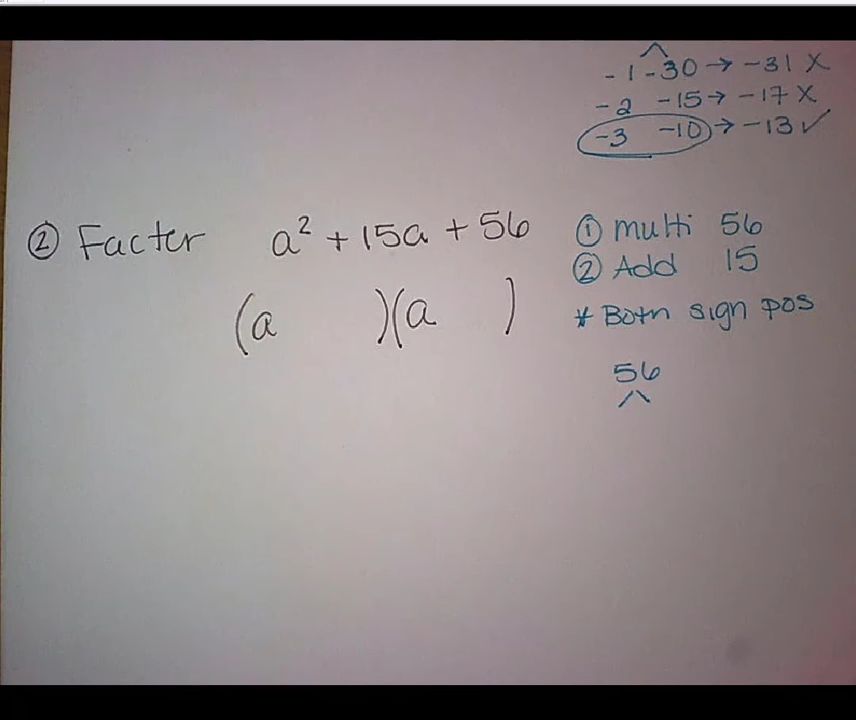 -1 -30 → -31 X
-2 -15 → -17 X
-3 -10 → -13 ✓
② Factor a² + 15a + 56
① multi 56
② Add 15
(a )(a )
* Both sign pos
56